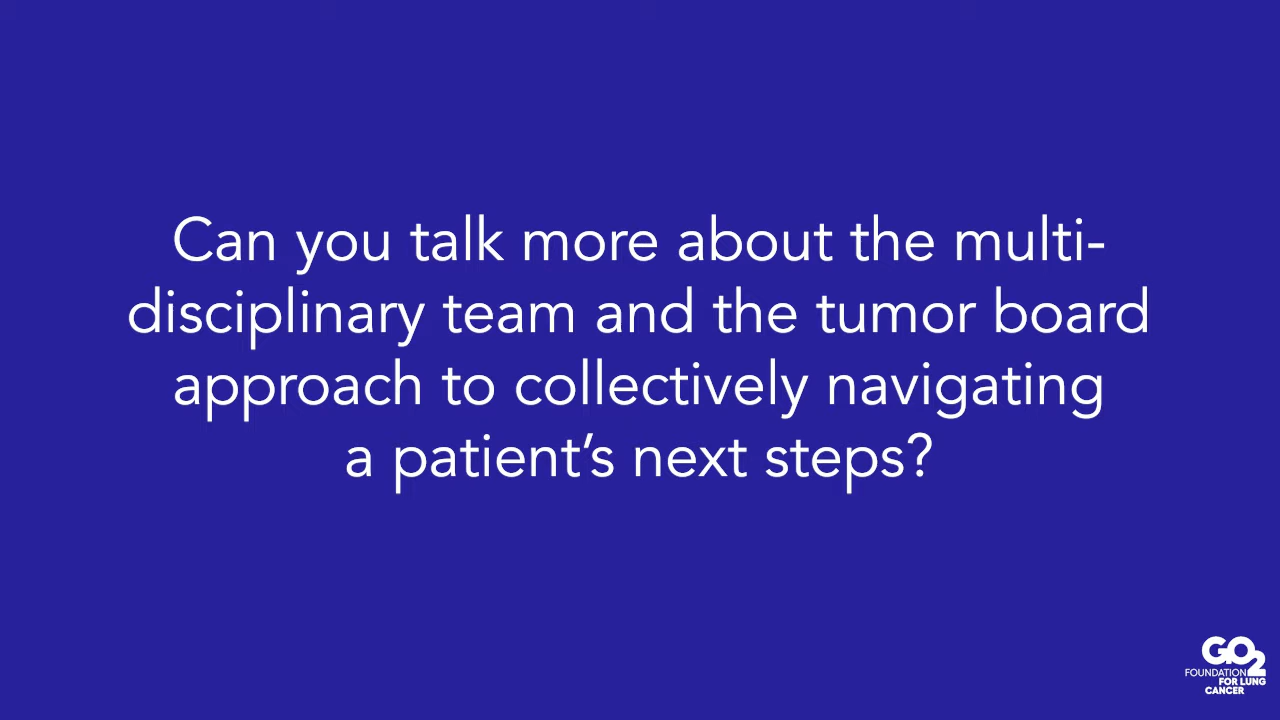 Can you talk more about the multi-
disciplinary team and the tumor board
approach to collectively navigating
a patient’s next steps?
GO2
FOUNDATION
FOR LUNG
CANCER